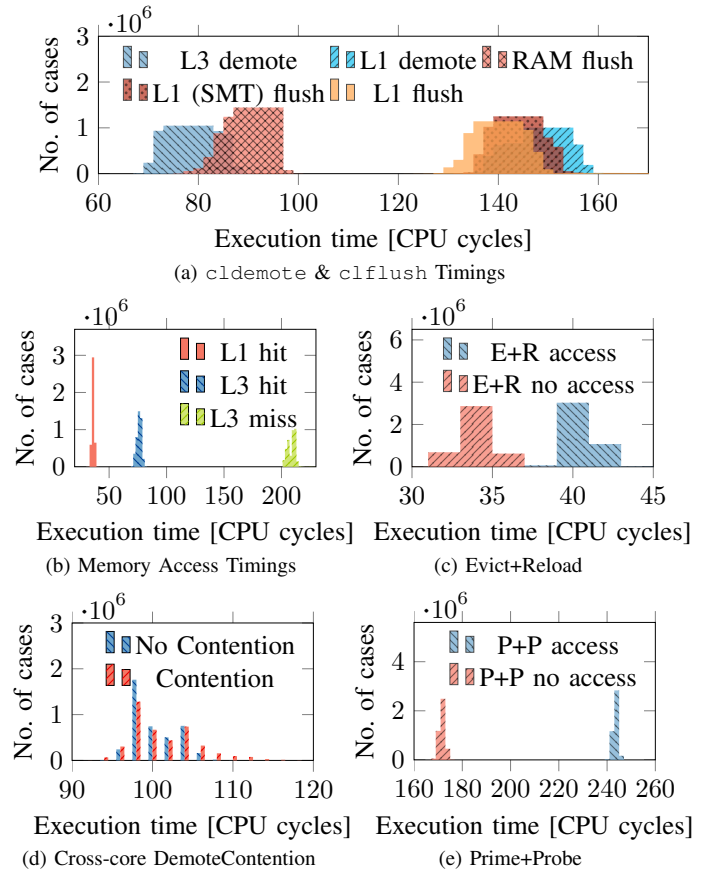 ·10^6
3
2
1
0
No. of cases
L3 demote L1 demote RAM flush
L1 (SMT) flush L1 flush
60 80 100 120 140 160
Execution time [CPU cycles]
(a) cldemote & clflush Timings
·10^6
3
2
1
0
No. of cases
L1 hit
L3 hit
L3 miss
50 100 150 200
Execution time [CPU cycles]
(b) Memory Access Timings
·10^6
6
4
2
0
No. of cases
E+R access
E+R no access
30 35 40 45
Execution time [CPU cycles]
(c) Evict+Reload
·10^6
3
2
1
0
No. of cases
No Contention
Contention
90 100 110 120
Execution time [CPU cycles]
(d) Cross-core DemoteContention
·10^6
4
2
0
No. of cases
P+P access
P+P no access
160 180 200 220 240 260
Execution time [CPU cycles]
(e) Prime+Probe